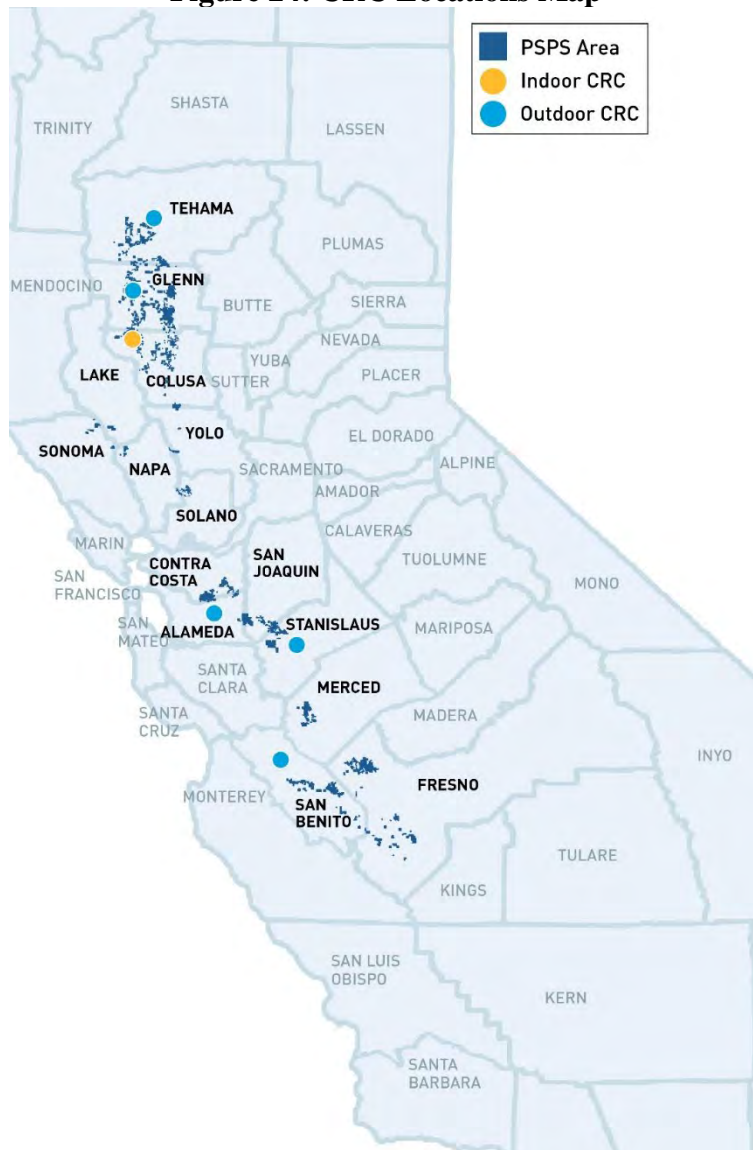 PSPS Area
Indoor CRC
Outdoor CRC
SHASTA
TRINITY
LASSEN
TEHAMA
PLUMAS
GLENN
MENDOCINO
BUTTE
SIERRA
NEVADA
YUBA
LAKE
COLUSA
SUTTER
PLACER
YOLO
EL DORADO
SONOMA
NAPA
SACRAMENTO
ALPINE
AMADOR
SOLANO
CALAVERAS
MARIN
SAN
JOAQUIN
CONTRA
COSTA
TUOLUMNE
SAN
FRANCISCO
MONO
SAN
MATEO
ALAMEDA
STANISLAUS
MARIPOSA
SANTA
CLARA
MERCED
SANTA
CRUZ
MADERA
INYO
FRESNO
MONTEREY
SAN
BENITO
TULARE
KINGS
SAN LUIS
OBISPO
KERN
SANTA
BARBARA